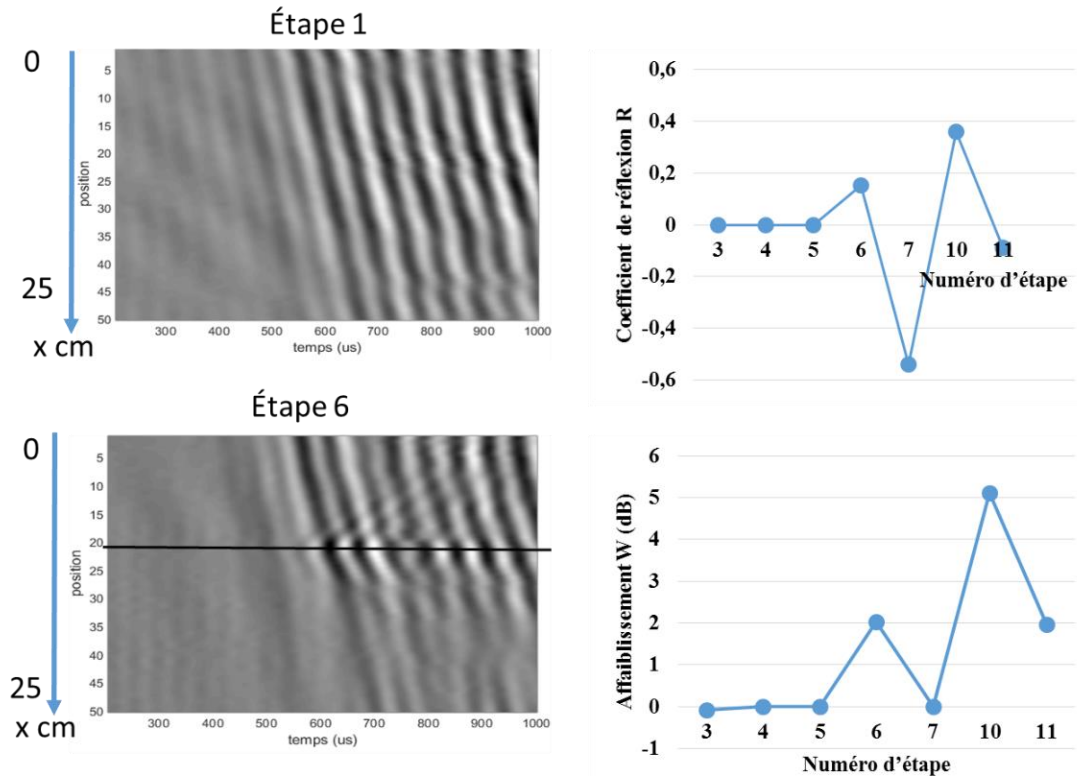 Étape 1
0
25
x cm
position
5
10
15
20
25
30
35
40
45
50
300 400 500 600 700 800 900 1000
temps (us)
Coefficient de réflexion R
0,6
0,4
0,2
0
-0,2
-0,4
-0,6
3 4 5 6 7 10 11
Numéro d'étape
Étape 6
0
25
x cm
position
5
10
15
20
25
30
35
40
45
50
300 400 500 600 700 800 900 1000
temps (us)
Affaiblissement W (dB)
6
5
4
3
2
1
0
-1
3 4 5 6 7 10 11
Numéro d'étape